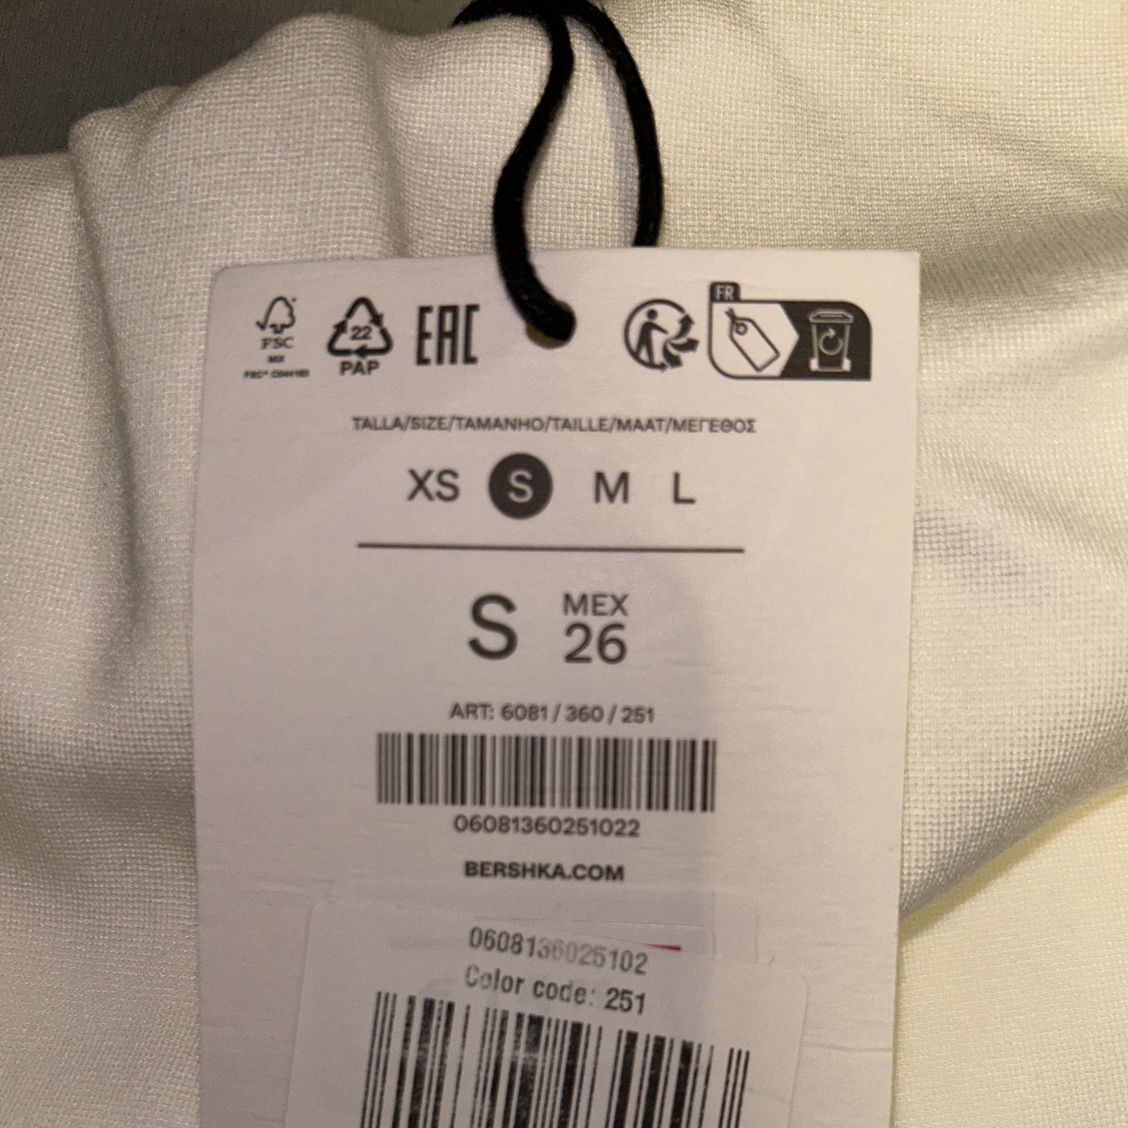 FSC
MIX
22
PAP
EAC
FR
TALLA/SIZE/TAMANHO/TAILLE/MAAT/ΜΕΓΕΘΟΣ
XS S M L
S MEX 26
ART: 6081 / 360 / 251
06081360251022
BERSHKA.COM
0608136025102
Color code: 251